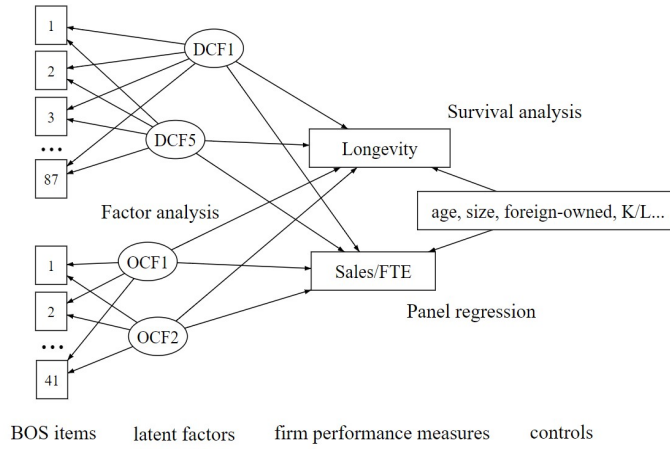 1
DCF1
2
3
Survival analysis
DCF5
Longevity
...
87
Factor analysis
age, size, foreign-owned, K/L...
1
OCF1
Sales/FTE
2
Panel regression
OCF2
...
41
BOS items
latent factors
firm performance measures
controls